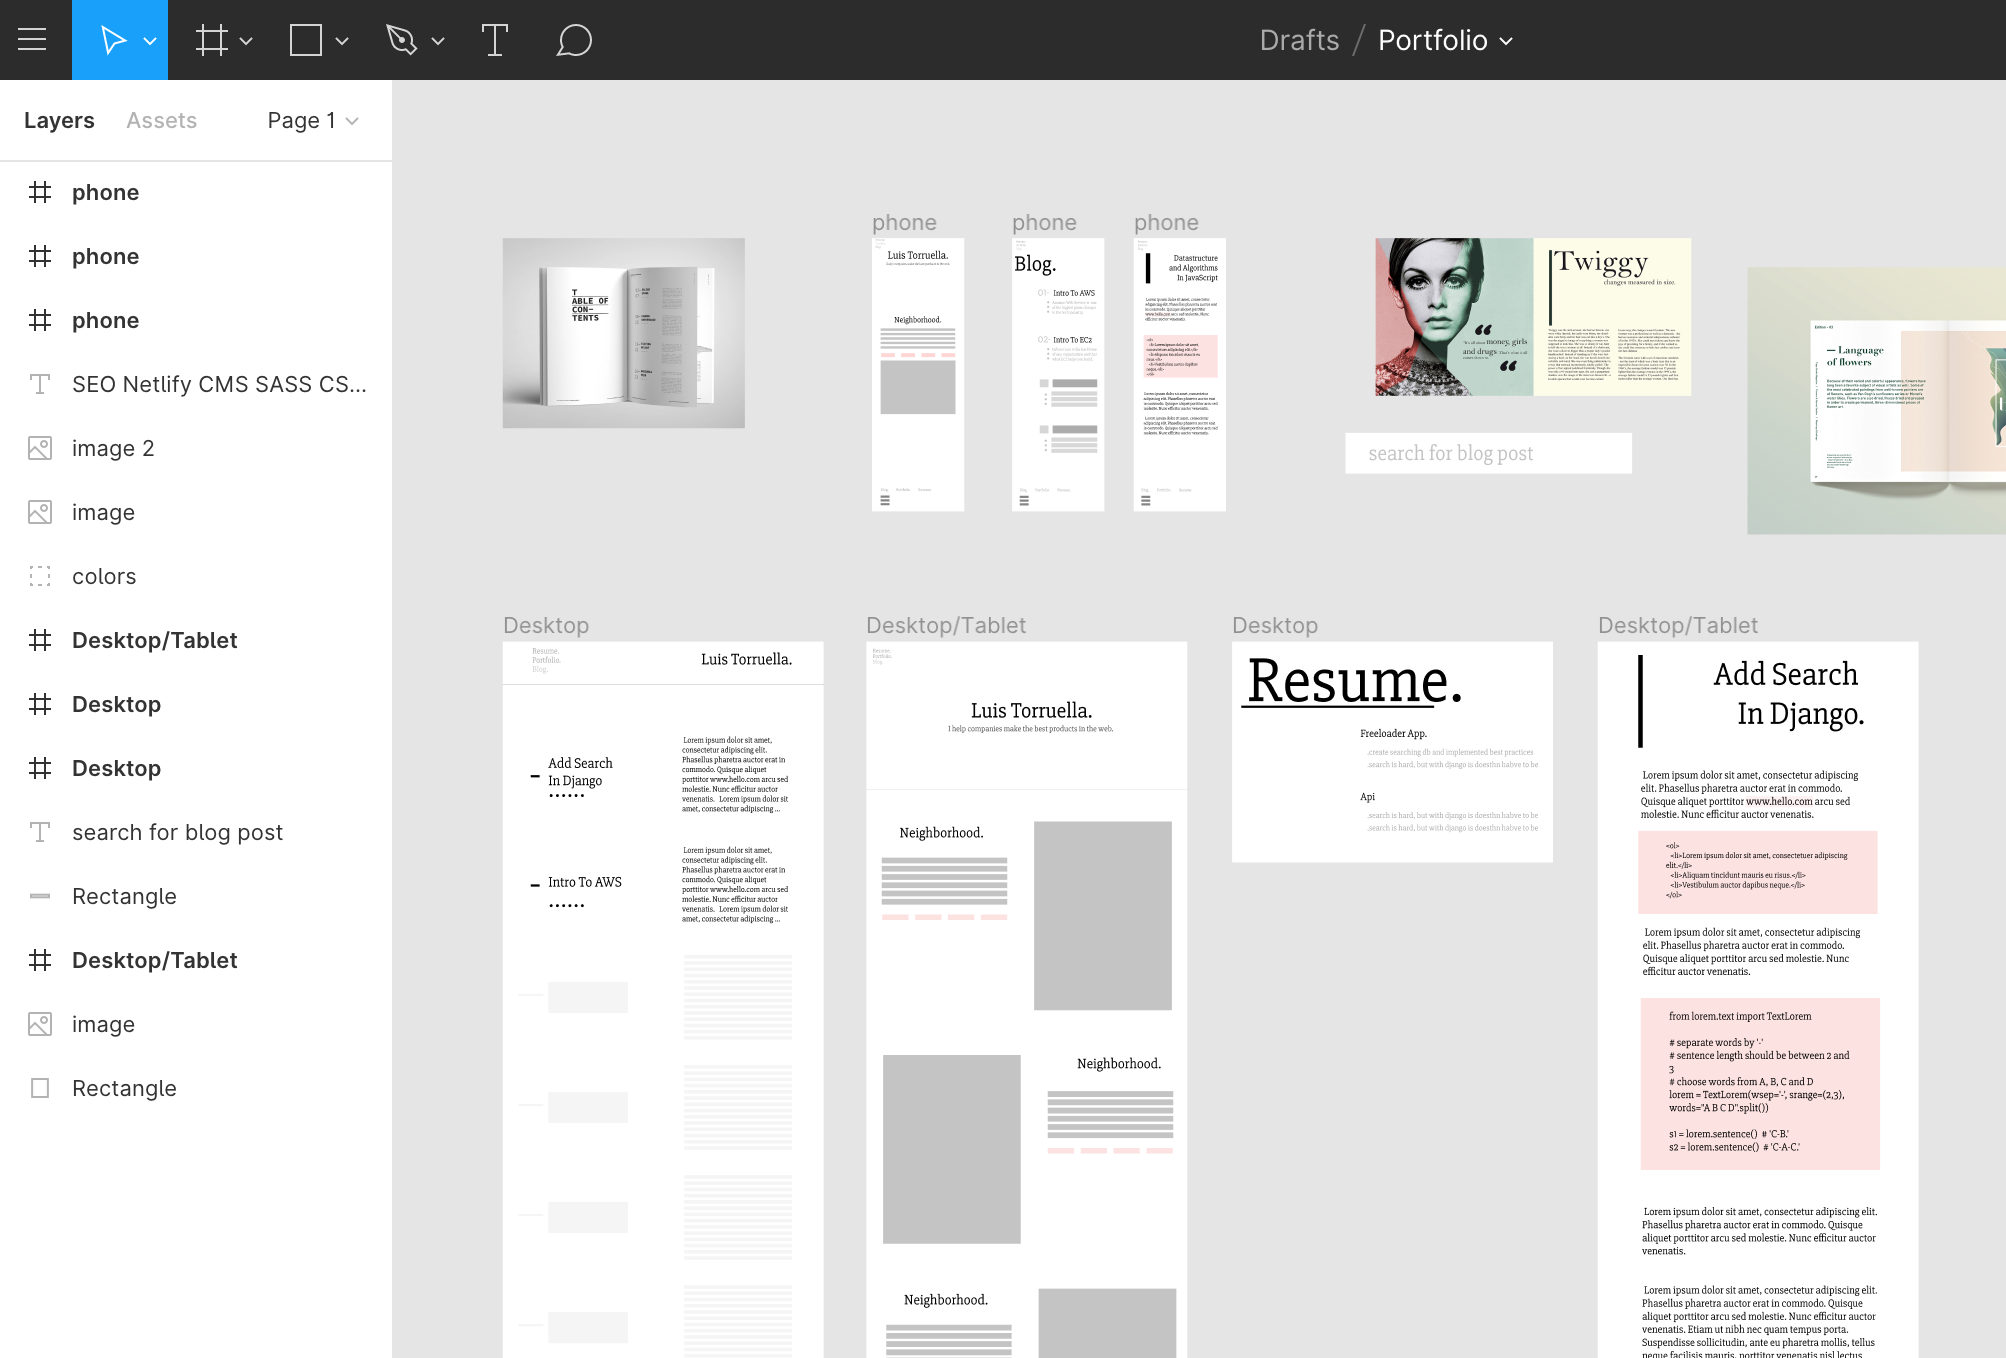 Drafts / Portfolio
Layers
Assets
Page 1
phone
phone
phone
SEO Netlify CMS SASS CS...
image 2
image
colors
Desktop/Tablet
Desktop
Desktop
search for blog post
Rectangle
Desktop/Tablet
image
Rectangle
T
ABLE OF
CON-
TENTS
phone
Luis Torruella.
Neighborhood.
phone
Blog.
01- Intro To AWS
02- Intro To EC2
phone
Datastructure
and Algorithms
In JavaScript
Twiggy
changes measured in size.
money, girls
and drugs
search for blog post
— Language
of flowers
Desktop
Resume.
Portfolio.
Blog.
Luis Torruella.
Add Search
In Django
Lorem ipsum dolor sit amet,
consectetur adipiscing elit.
Phasellus pharetra auctor erat in
commodo. Quisque aliquet
porttitor www.hello.com arcu sed
molestie. Nunc efficitur auctor
venenatis. Lorem ipsum dolor sit
amet, consectetur adipiscing ...
Intro To AWS
Lorem ipsum dolor sit amet,
consectetur adipiscing elit.
Phasellus pharetra auctor erat in
commodo. Quisque aliquet
porttitor www.hello.com arcu sed
molestie. Nunc efficitur auctor
venenatis. Lorem ipsum dolor sit
amet, consectetur adipiscing ...
Desktop/Tablet
Resume.
Portfolio.
Blog.
Luis Torruella.
I help companies make the best products in the web.
Neighborhood.
Neighborhood.
Neighborhood.
Desktop
Resume.
Freeloader App.
.create searching db and implemented best practices
.search is hard, but with django is doesthn habve to be
Api
.search is hard, but with django is doesthn habve to be
.search is hard, but with django is doesthn habve to be
Desktop/Tablet
Add Search
In Django.
Lorem ipsum dolor sit amet, consectetur adipiscing
elit. Phasellus pharetra auctor erat in commodo.
Quisque aliquet porttitor www.hello.com arcu sed
molestie. Nunc efficitur auctor venenatis.
<ol>
<li>Lorem ipsum dolor sit amet, consectetuer adipiscing
elit.</li>
<li>Aliquam tincidunt mauris eu risus.</li>
<li>Vestibulum auctor dapibus neque.</li>
</ol>
Lorem ipsum dolor sit amet, consectetur adipiscing
elit. Phasellus pharetra auctor erat in commodo.
Quisque aliquet porttitor arcu sed molestie. Nunc
efficitur auctor venenatis.
from lorem.text import TextLorem
# separate words by '-'
# sentence length should be between 2 and
3
# choose words from A, B, C and D
lorem = TextLorem(wsep='-', srange=(2,3),
words="A B C D".split())
s1 = lorem.sentence() # 'C-B.'
s2 = lorem.sentence() # 'C-A-C.'
Lorem ipsum dolor sit amet, consectetur adipiscing elit.
Phasellus pharetra auctor erat in commodo. Quisque
aliquet porttitor arcu sed molestie. Nunc efficitur auctor
venenatis.
Lorem ipsum dolor sit amet, consectetur adipiscing elit.
Phasellus pharetra auctor erat in commodo. Quisque
aliquet porttitor arcu sed molestie. Nunc efficitur auctor
venenatis. Etiam ut nibh nec quam tempus porta.
Suspendisse sollicitudin, ante eu pharetra mollis, tellus
neque facilisis mauris, porttitor venenatis nisl lectus